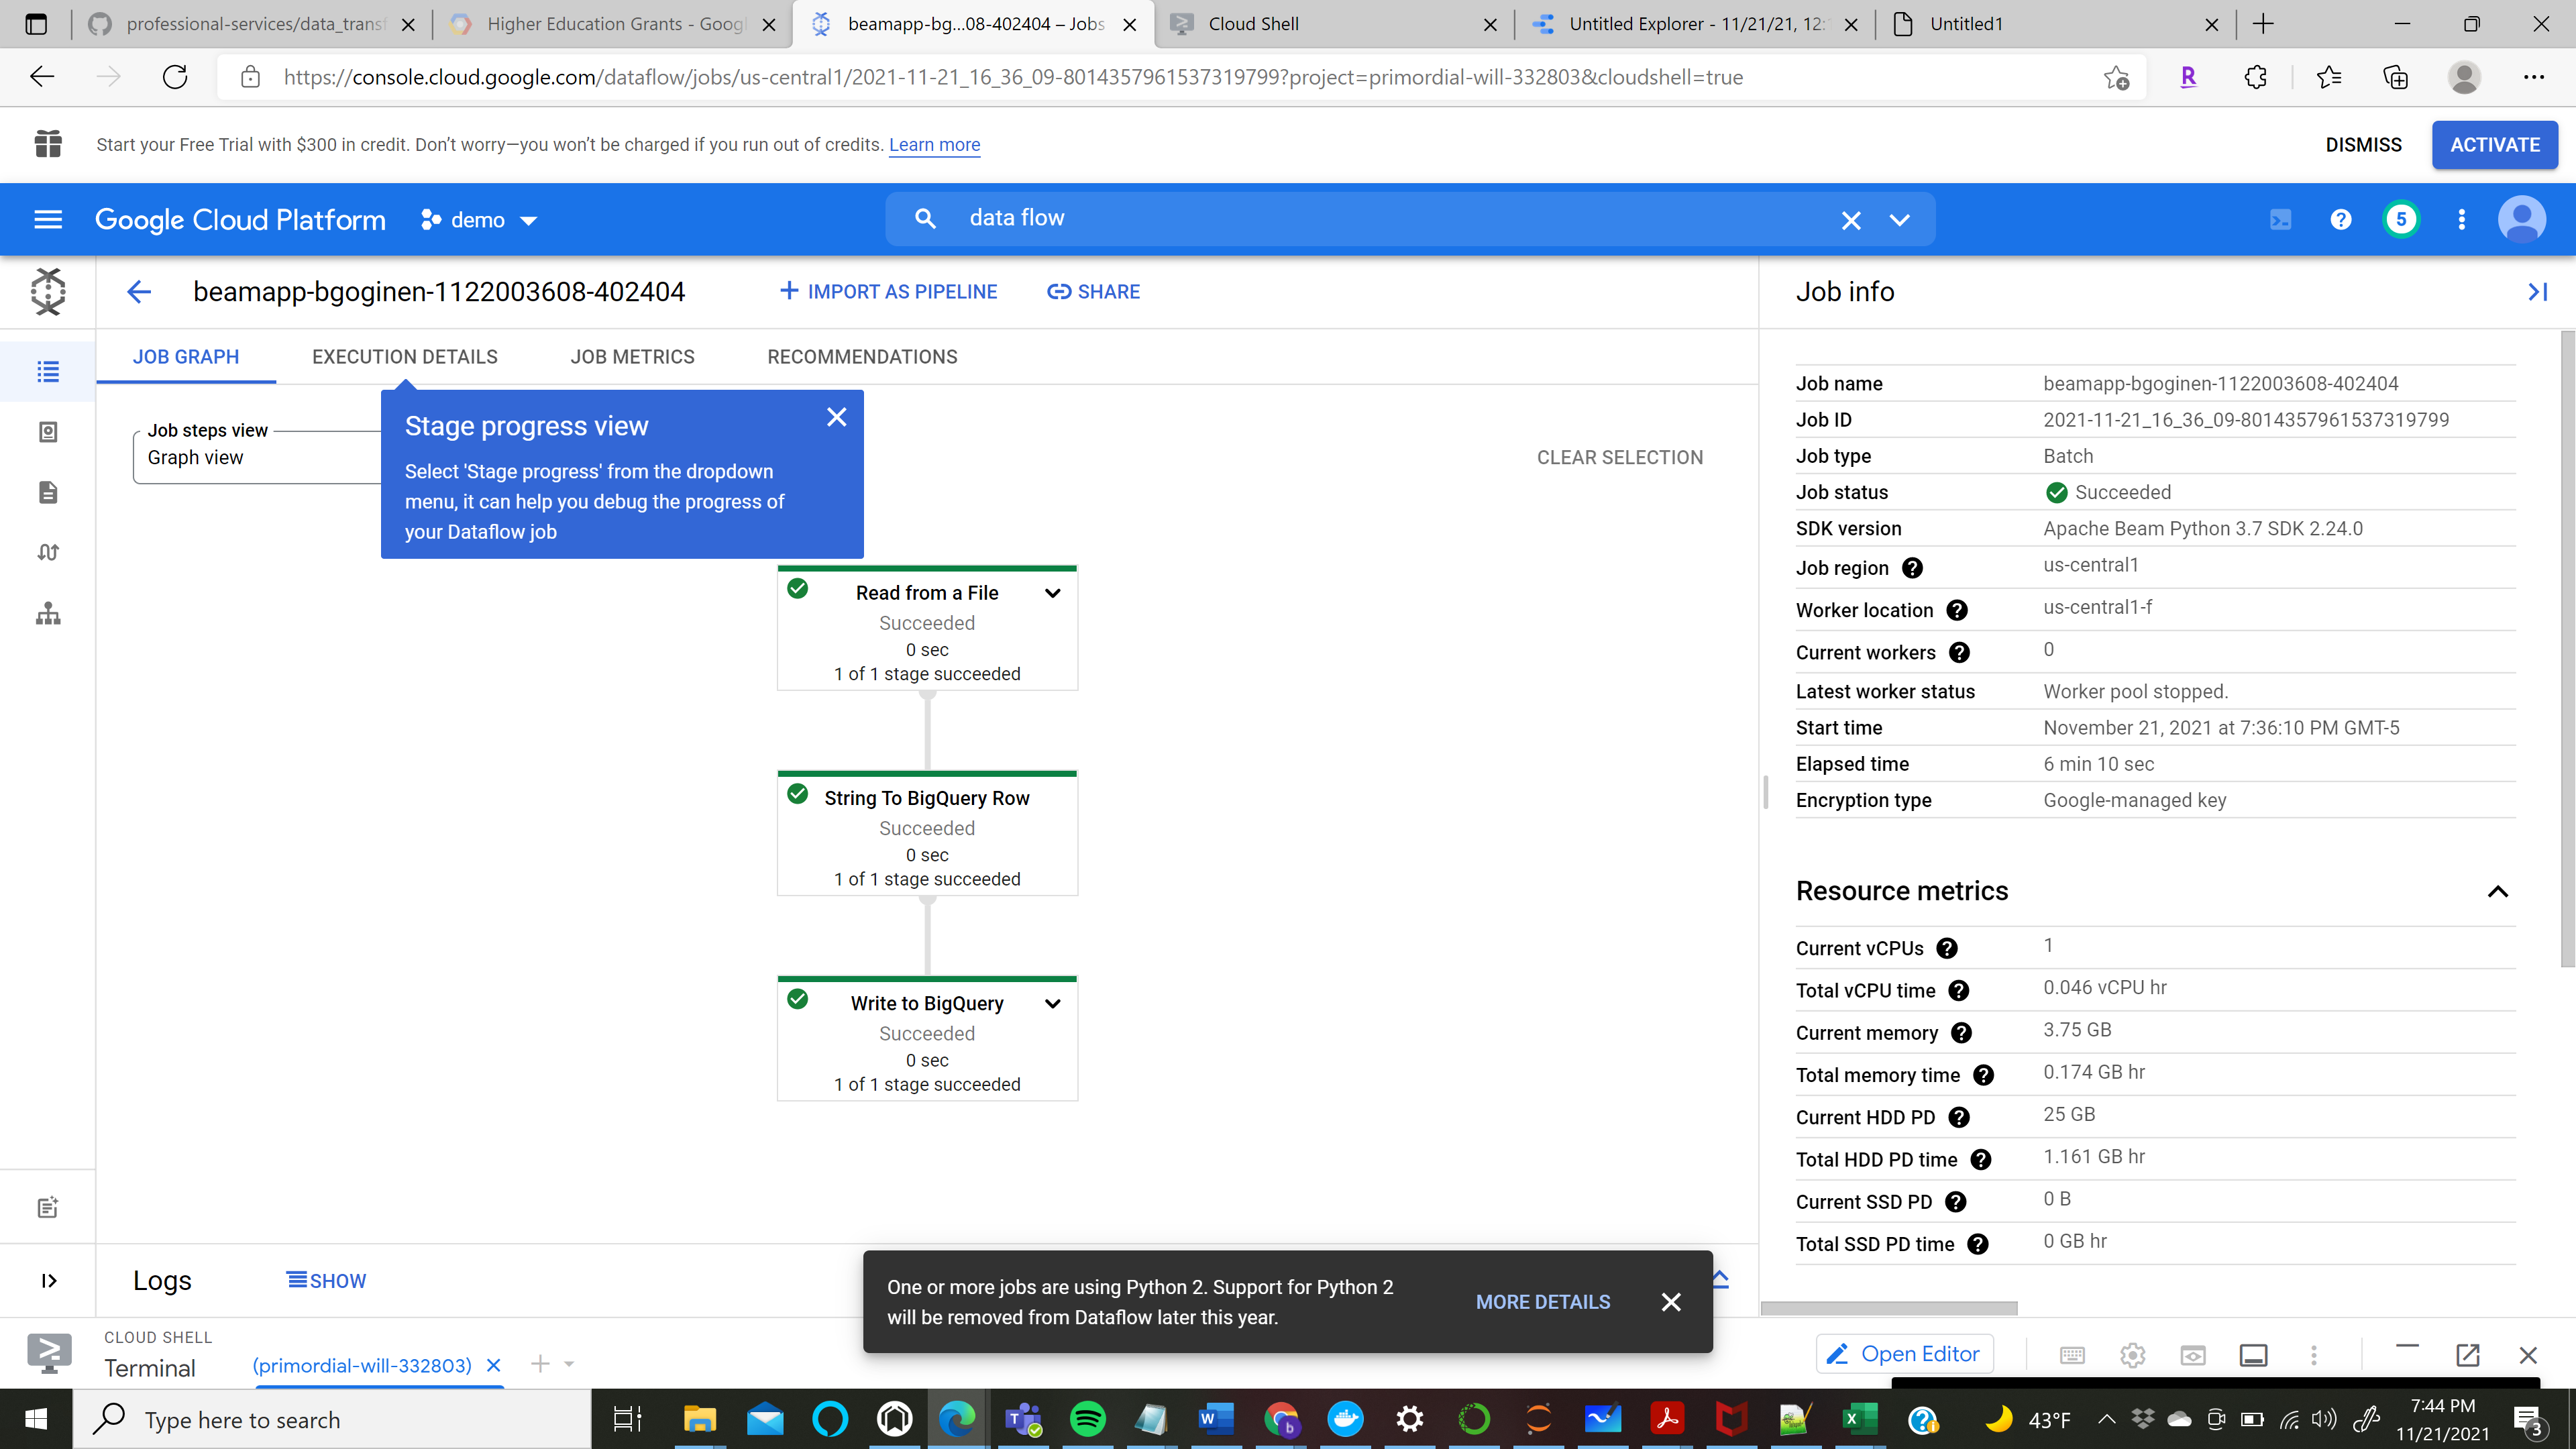 professional-services/data_transf
Higher Education Grants - Googl
beamapp-bg...08-402404 – Jobs
Cloud Shell
Untitled Explorer - 11/21/21, 12:
Untitled1
https://console.cloud.google.com/dataflow/jobs/us-central1/2021-11-21_16_36_09-8014357961537319799?project=primordial-will-332803&cloudshell=true
R
Start your Free Trial with $300 in credit. Don’t worry—you won’t be charged if you run out of credits. Learn more
DISMISS
ACTIVATE
Google Cloud Platform
demo
data flow
5
beamapp-bgoginen-1122003608-402404
IMPORT AS PIPELINE
SHARE
JOB GRAPH
EXECUTION DETAILS
JOB METRICS
RECOMMENDATIONS
Job steps view
Graph view
Stage progress view
Select 'Stage progress' from the dropdown
menu, it can help you debug the progress of
your Dataflow job
CLEAR SELECTION
Read from a File
Succeeded
0 sec
1 of 1 stage succeeded
String To BigQuery Row
Succeeded
0 sec
1 of 1 stage succeeded
Write to BigQuery
Succeeded
0 sec
1 of 1 stage succeeded
Job info
Job name beamapp-bgoginen-1122003608-402404
Job ID 2021-11-21_16_36_09-8014357961537319799
Job type Batch
Job status Succeeded
SDK version Apache Beam Python 3.7 SDK 2.24.0
Job region us-central1
Worker location us-central1-f
Current workers 0
Latest worker status Worker pool stopped.
Start time November 21, 2021 at 7:36:10 PM GMT-5
Elapsed time 6 min 10 sec
Encryption type Google-managed key
Resource metrics
Current vCPUs 1
Total vCPU time 0.046 vCPU hr
Current memory 3.75 GB
Total memory time 0.174 GB hr
Current HDD PD 25 GB
Total HDD PD time 1.161 GB hr
Current SSD PD 0 B
Total SSD PD time 0 GB hr
Logs
SHOW
One or more jobs are using Python 2. Support for Python 2
will be removed from Dataflow later this year.
MORE DETAILS
CLOUD SHELL
Terminal
(primordial-will-332803)
Open Editor
Type here to search
43°F
7:44 PM
11/21/2021
3